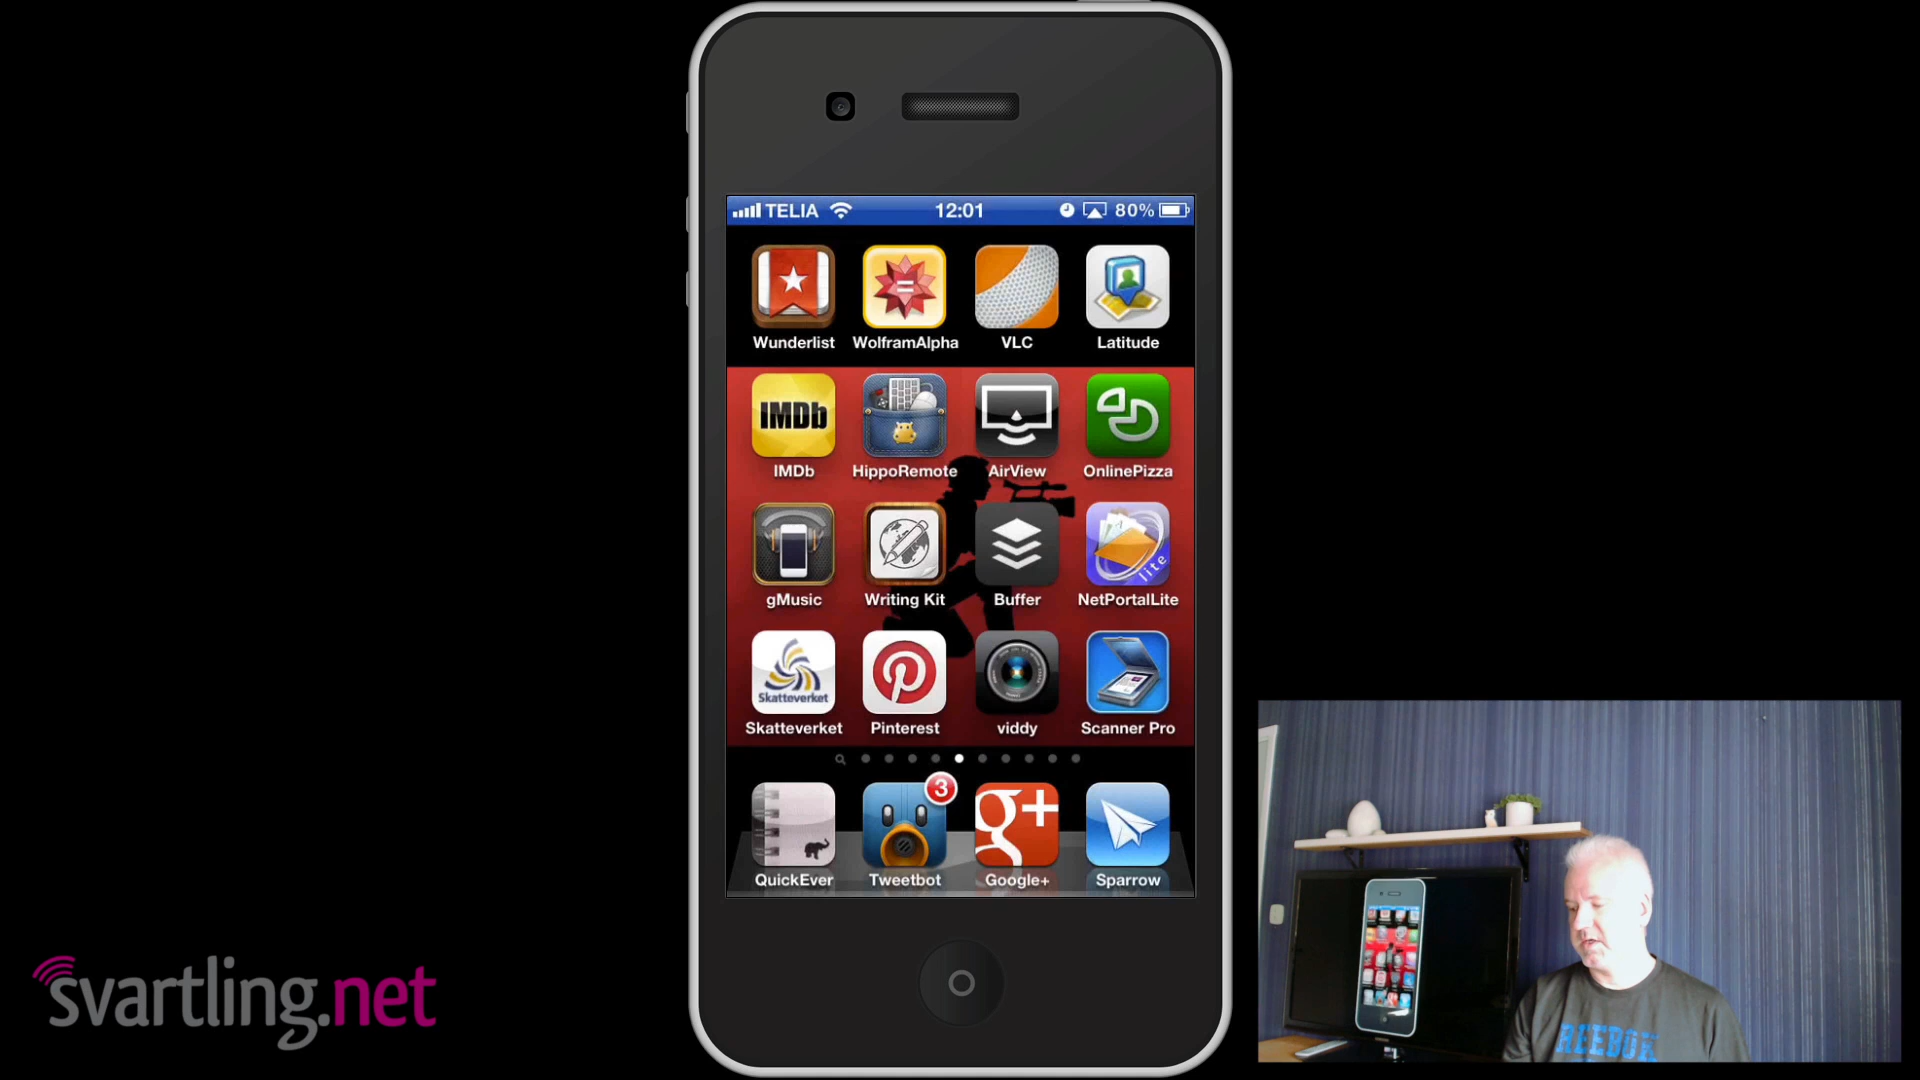 TELIA 12:01 80%
Wunderlist WolframAlpha VLC Latitude
IMDb
IMDb HippoRemote AirView OnlinePizza
lite
gMusic Writing Kit Buffer NetPortalLite
Skatteverket
Skatteverket Pinterest viddy Scanner Pro
3
g+
QuickEver Tweetbot Google+ Sparrow
svartling.net
REEBOK